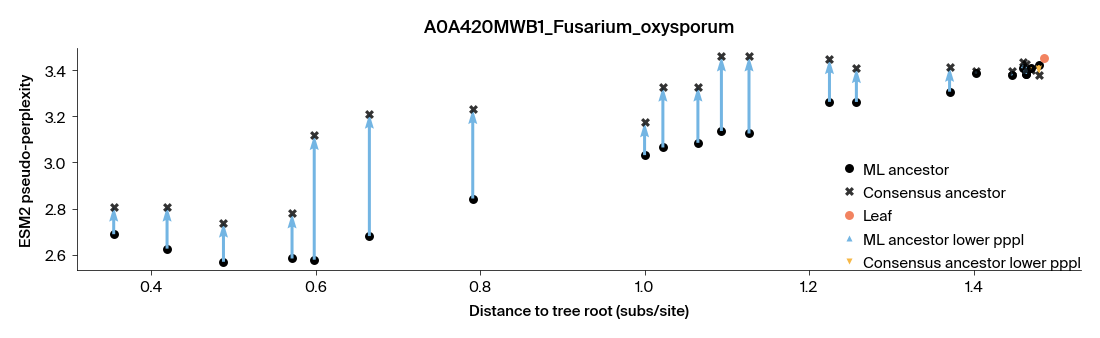 A0A420MWB1_Fusarium_oxysporum
ESM2 pseudo-perplexity
3.4
3.2
3.0
2.8
2.6
ML ancestor
Consensus ancestor
Leaf
ML ancestor lower pppl
Consensus ancestor lower pppl
0.4 0.6 0.8 1.0 1.2 1.4
Distance to tree root (subs/site)